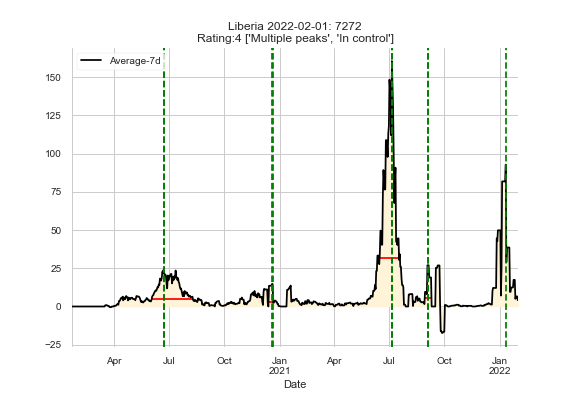 Liberia 2022-02-01: 7272
Rating:4 ['Multiple peaks', 'In control']
Average-7d
150
125
100
75
50
25
0
−25
Apr
Jul
Oct
Jan
2021
Apr
Jul
Oct
Jan
2022
Date